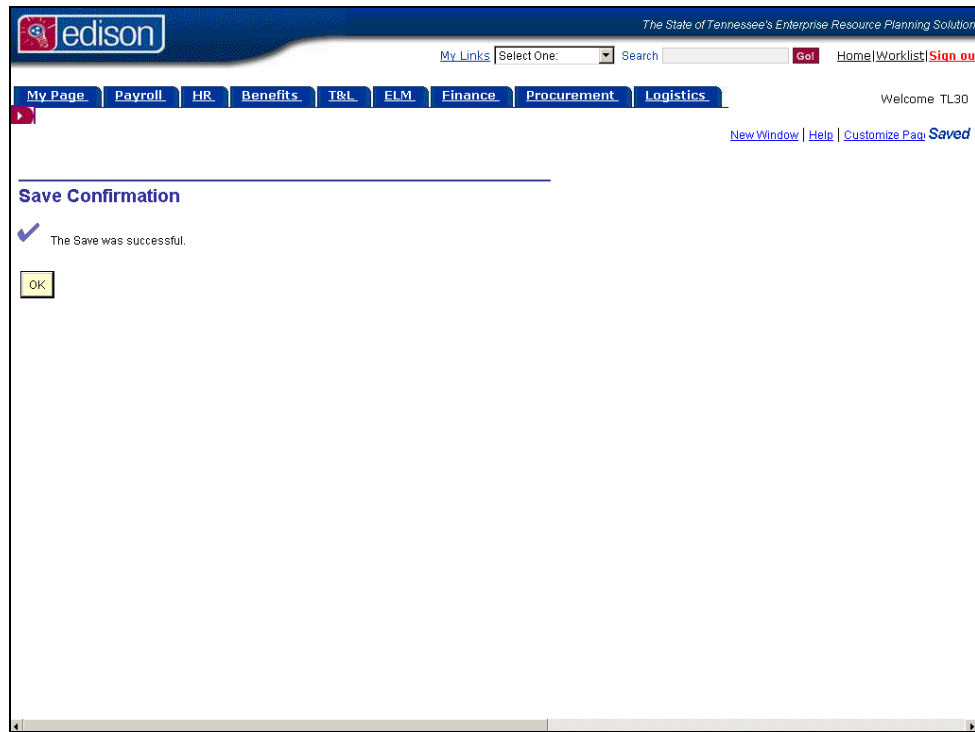 edison
The State of Tennessee's Enterprise Resource Planning Solution
My Links Select One: Search Go! Home|Worklist|Sign ou
My Page Payroll HR Benefits T&L ELM Finance Procurement Logistics
Welcome TL30
New Window | Help | Customize Pag Saved
Save Confirmation
The Save was successful.
OK